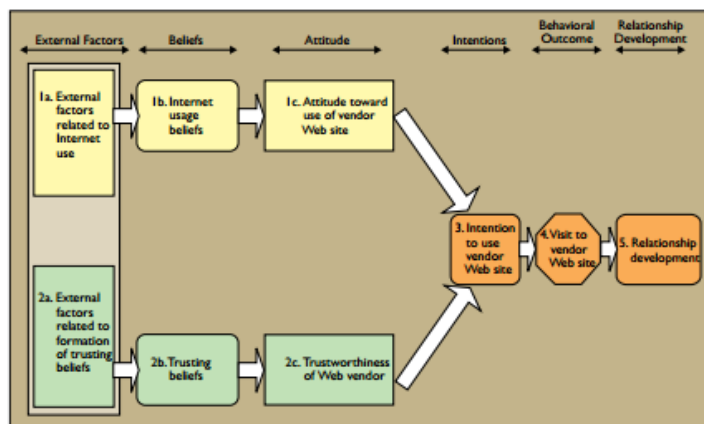 External Factors
Beliefs
Attitude
Intentions
Behavioral
Outcome
Relationship
Development
1a. External
factors
related to
Internet
use
1b. Internet
usage
beliefs
1c. Attitude toward
use of vendor
Web site
3. Intention
to use
vendor
Web site
4. Visit to
vendor
Web site
5. Relationship
development
2a. External
factors
related to
formation
of trusting
beliefs
2b. Trusting
beliefs
2c. Trustworthiness
of Web vendor